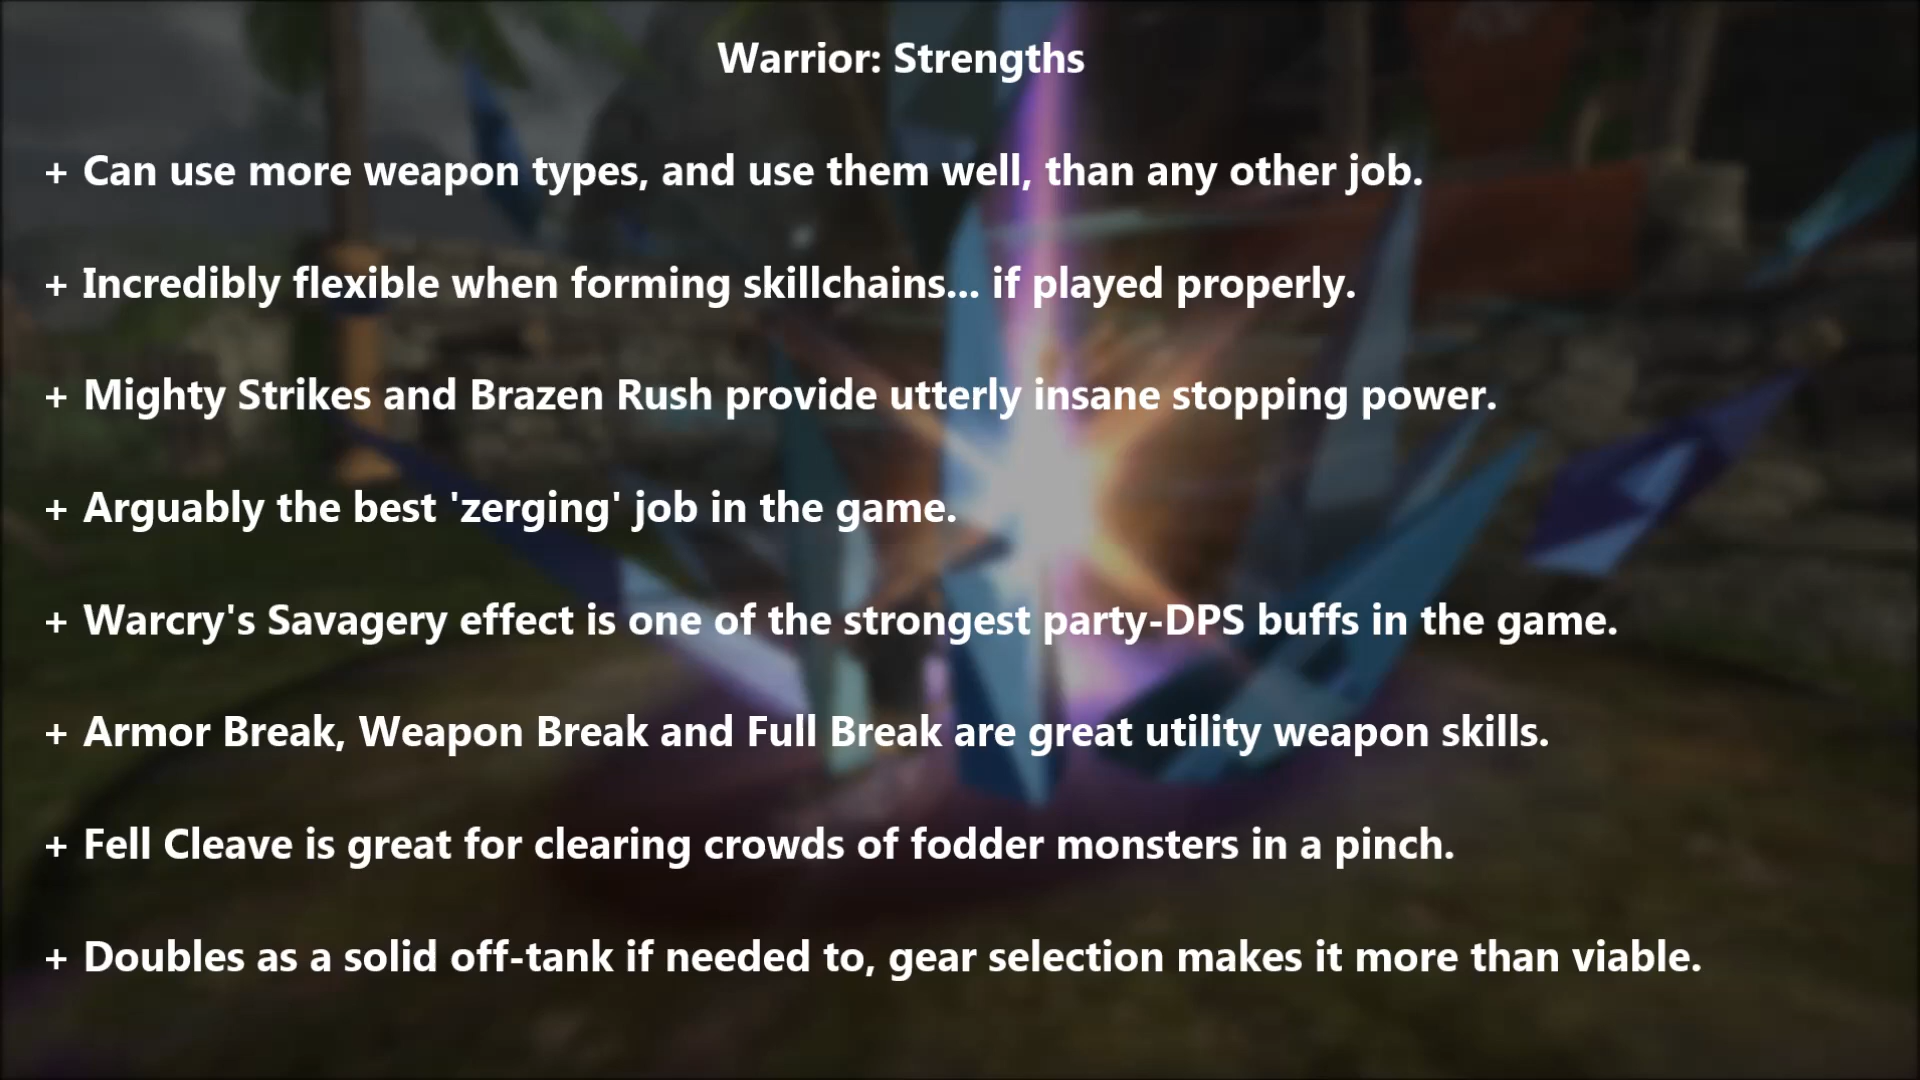 Warrior: Strengths
+ Can use more weapon types, and use them well, than any other job.
+ Incredibly flexible when forming skillchains... if played properly.
+ Mighty Strikes and Brazen Rush provide utterly insane stopping power.
+ Arguably the best 'zerging' job in the game.
+ Warcry's Savagery effect is one of the strongest party-DPS buffs in the game.
+ Armor Break, Weapon Break and Full Break are great utility weapon skills.
+ Fell Cleave is great for clearing crowds of fodder monsters in a pinch.
+ Doubles as a solid off-tank if needed to, gear selection makes it more than viable.